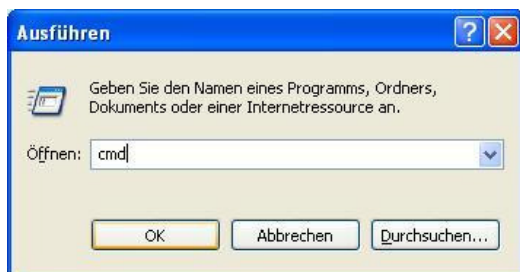 Ausführen
Geben Sie den Namen eines Programms, Ordners,
Dokuments oder einer Internetressource an.
Öffnen: cmd
OK Abbrechen Durchsuchen...